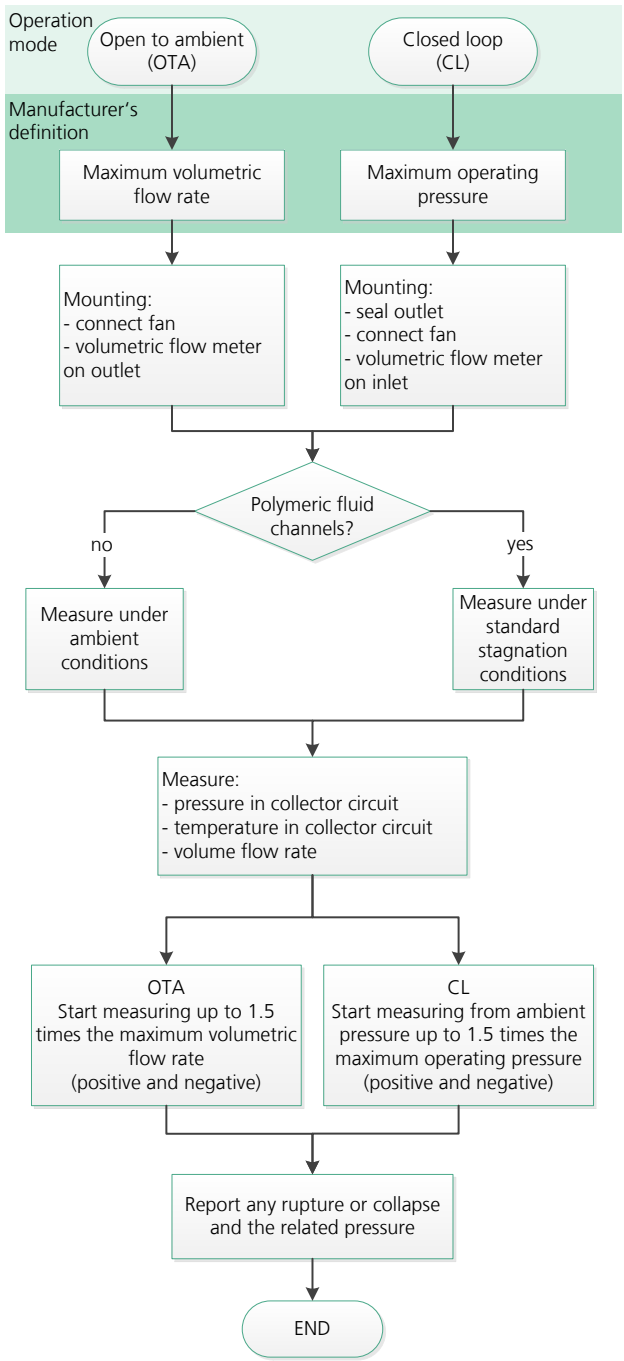 Operation
mode
Open to ambient
(OTA)
Closed loop
(CL)
Manufacturer's
definition
Maximum volumetric
flow rate
Maximum operating
pressure
Mounting:
- connect fan
- volumetric flow meter
on outlet
Mounting:
- seal outlet
- connect fan
- volumetric flow meter
on inlet
Polymeric fluid
channels?
no
yes
Measure under
ambient
conditions
Measure under
standard
stagnation
conditions
Measure:
- pressure in collector circuit
- temperature in collector circuit
- volume flow rate
OTA
Start measuring up to 1.5
times the maximum volumetric
flow rate
(positive and negative)
CL
Start measuring from ambient
pressure up to 1.5 times the
maximum operating pressure
(positive and negative)
Report any rupture or collapse
and the related pressure
END